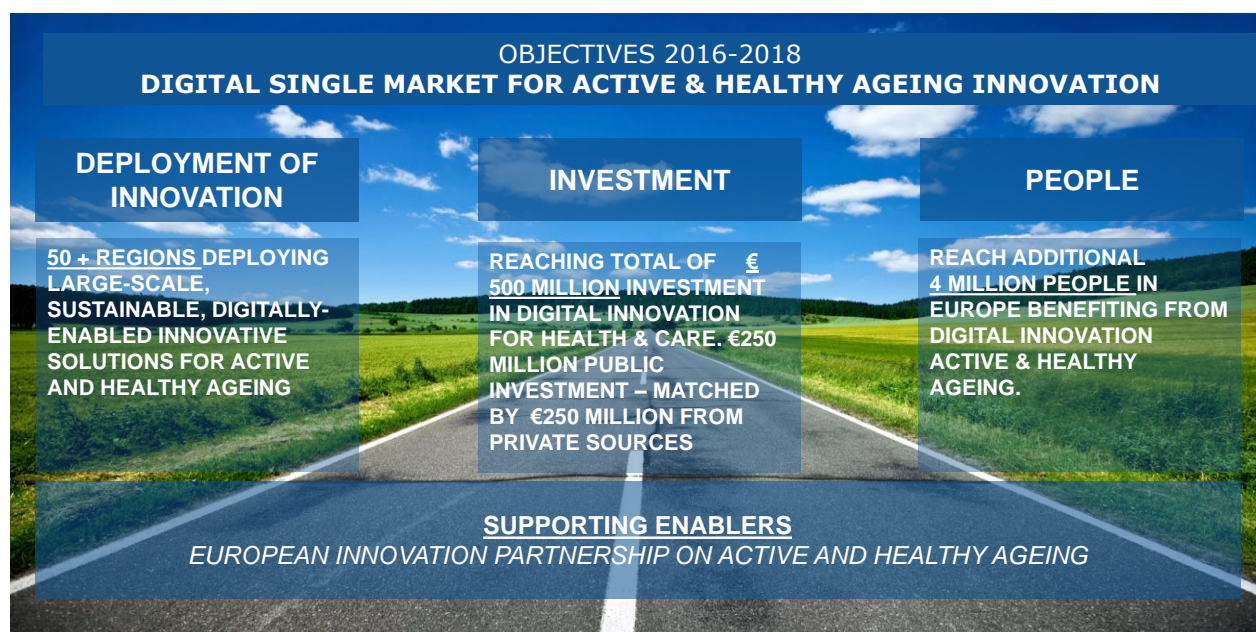 OBJECTIVES 2016-2018
DIGITAL SINGLE MARKET FOR ACTIVE & HEALTHY AGEING INNOVATION
DEPLOYMENT OF
INNOVATION
50 + REGIONS DEPLOYING
LARGE-SCALE,
SUSTAINABLE, DIGITALLY-
ENABLED INNOVATIVE
SOLUTIONS FOR ACTIVE
AND HEALTHY AGEING
INVESTMENT
REACHING TOTAL OF €
500 MILLION INVESTMENT
IN DIGITAL INNOVATION
FOR HEALTH & CARE. €250
MILLION PUBLIC
INVESTMENT – MATCHED
BY €250 MILLION FROM
PRIVATE SOURCES
PEOPLE
REACH ADDITIONAL
4 MILLION PEOPLE IN
EUROPE BENEFITING FROM
DIGITAL INNOVATION
ACTIVE & HEALTHY
AGEING.
SUPPORTING ENABLERS
EUROPEAN INNOVATION PARTNERSHIP ON ACTIVE AND HEALTHY AGEING